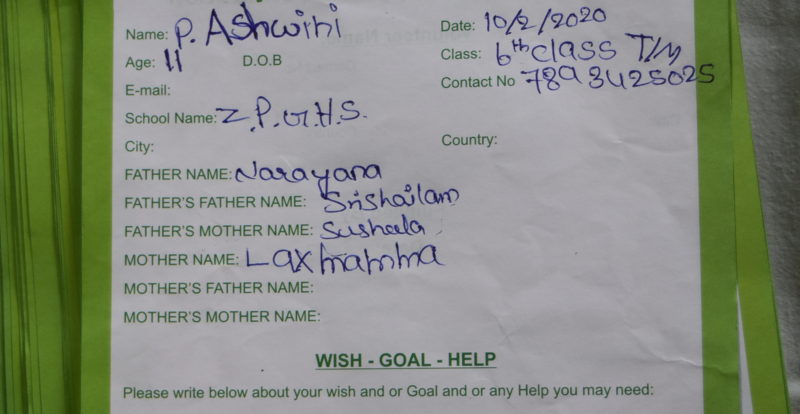 Name: P. Ashwini Date: 10/2/2020
Age: 11 D.O.B Class: 6th class T/M
E-mail: Contact No 7893425025
School Name: Z.P.G.H.S.
City: Country:
FATHER NAME: Narayana
FATHER'S FATHER NAME: Srishailam
FATHER'S MOTHER NAME: Susheela
MOTHER NAME: Laxmamma
MOTHER'S FATHER NAME:
MOTHER'S MOTHER NAME:
WISH - GOAL - HELP
Please write below about your wish and or Goal and or any Help you may need: